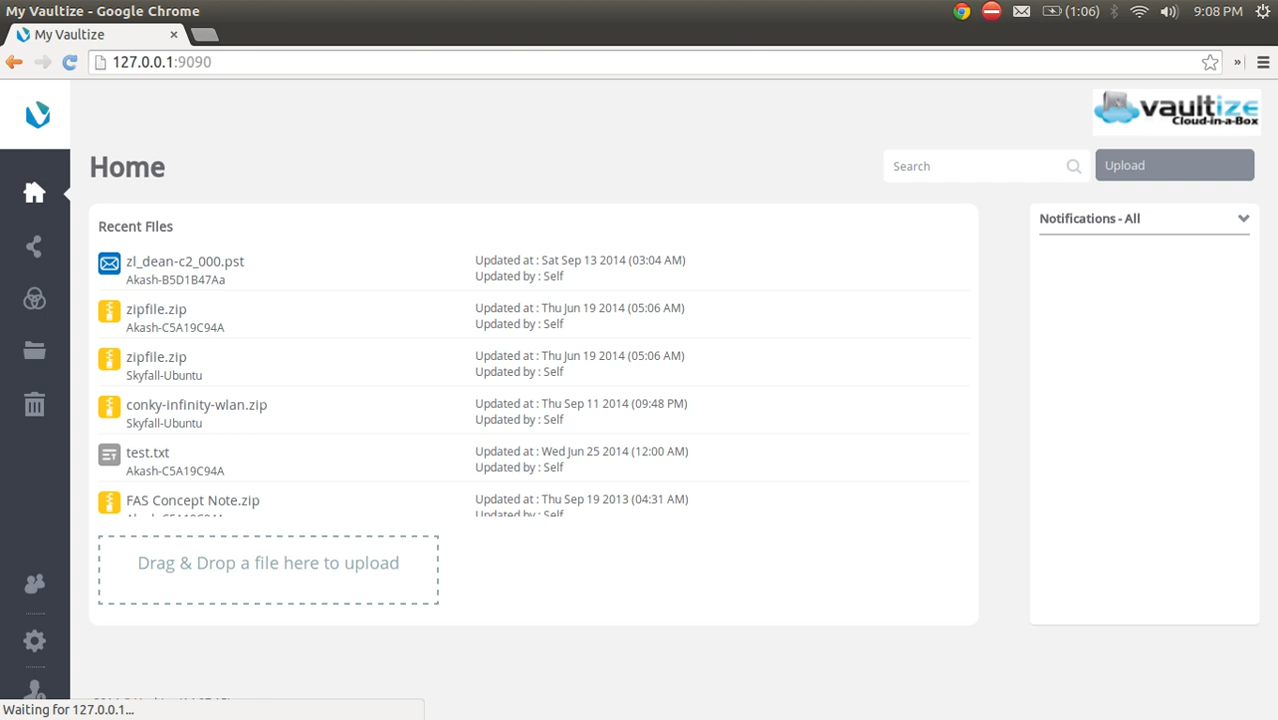 My Vaultize - Google Chrome
(1:06)
9:08 PM
My Vaultize
127.0.0.1:9090
vaultize
Cloud-in-a-Box
Home
Search
Upload
Recent Files
Notifications - All
zl_dean-c2_000.pst
Akash-B5D1B47Aa
Updated at : Sat Sep 13 2014 (03:04 AM)
Updated by : Self
zipfile.zip
Akash-C5A19C94A
Updated at : Thu Jun 19 2014 (05:06 AM)
Updated by : Self
zipfile.zip
Skyfall-Ubuntu
Updated at : Thu Jun 19 2014 (05:06 AM)
Updated by : Self
conky-infinity-wlan.zip
Skyfall-Ubuntu
Updated at : Thu Sep 11 2014 (09:48 PM)
Updated by : Self
test.txt
Akash-C5A19C94A
Updated at : Wed Jun 25 2014 (12:00 AM)
Updated by : Self
FAS Concept Note.zip
Updated at : Thu Sep 19 2013 (04:31 AM)
Updated by : Self
Drag & Drop a file here to upload
Waiting for 127.0.0.1...